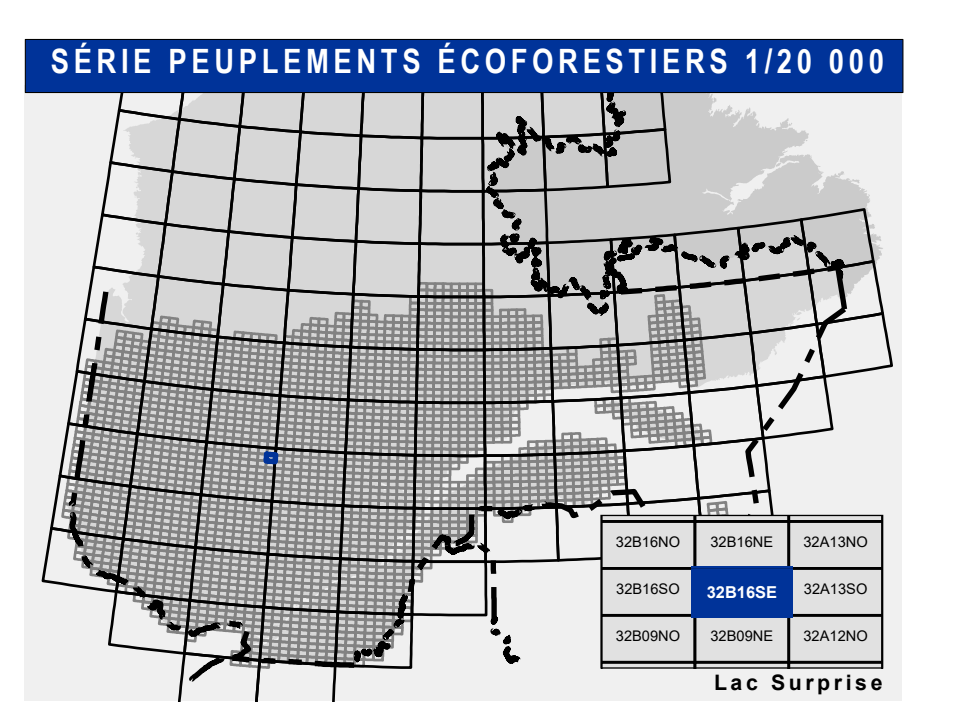 SÉRIE PEUPLEMENTS ÉCOFORESTIERS 1/20 000
32B16NO 32B16NE 32A13NO
32B16SO 32B16SE 32A13SO
32B09NO 32B09NE 32A12NO
Lac Surprise